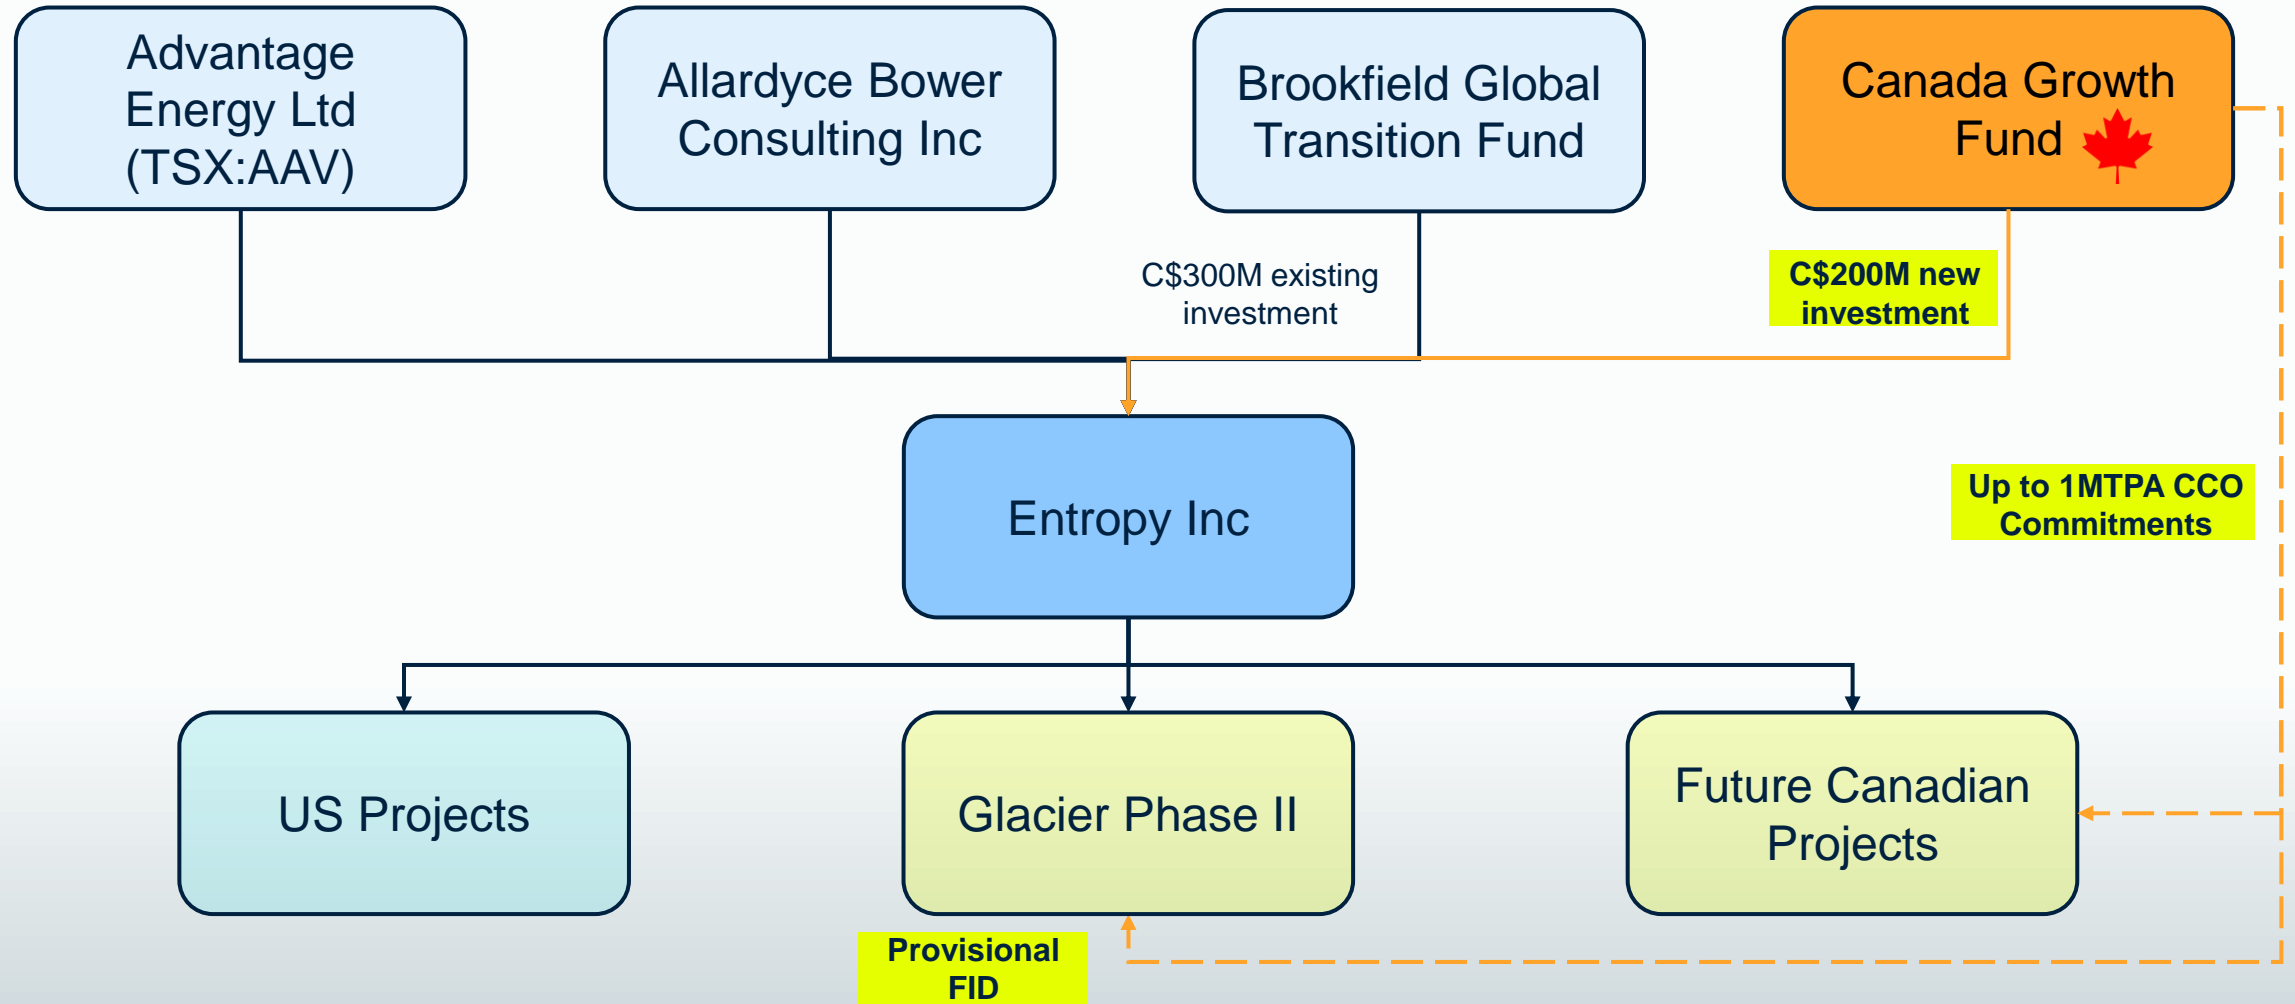 Advantage
Energy Ltd
(TSX:AAV)
Allardyce Bower
Consulting Inc
Brookfield Global
Transition Fund
Canada Growth
Fund
C$300M existing
investment
C$200M new
investment
Entropy Inc
Up to 1MTPA CCO
Commitments
US Projects
Glacier Phase II
Future Canadian
Projects
Provisional
FID